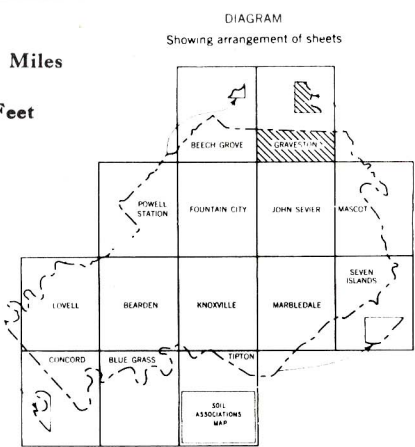 DIAGRAM
Showing arrangement of sheets
Miles
Feet
BEECH GROVE
GRAVESTON
POWELL
STATION
FOUNTAIN CITY
JOHN SEVIER
MASCOT
SEVEN
ISLANDS
LOVELL
BEARDEN
KNOXVILLE
MARBLEDALE
CONCORD
BLUE GRASS
TIPTON
SOIL
ASSOCIATIONS
MAP